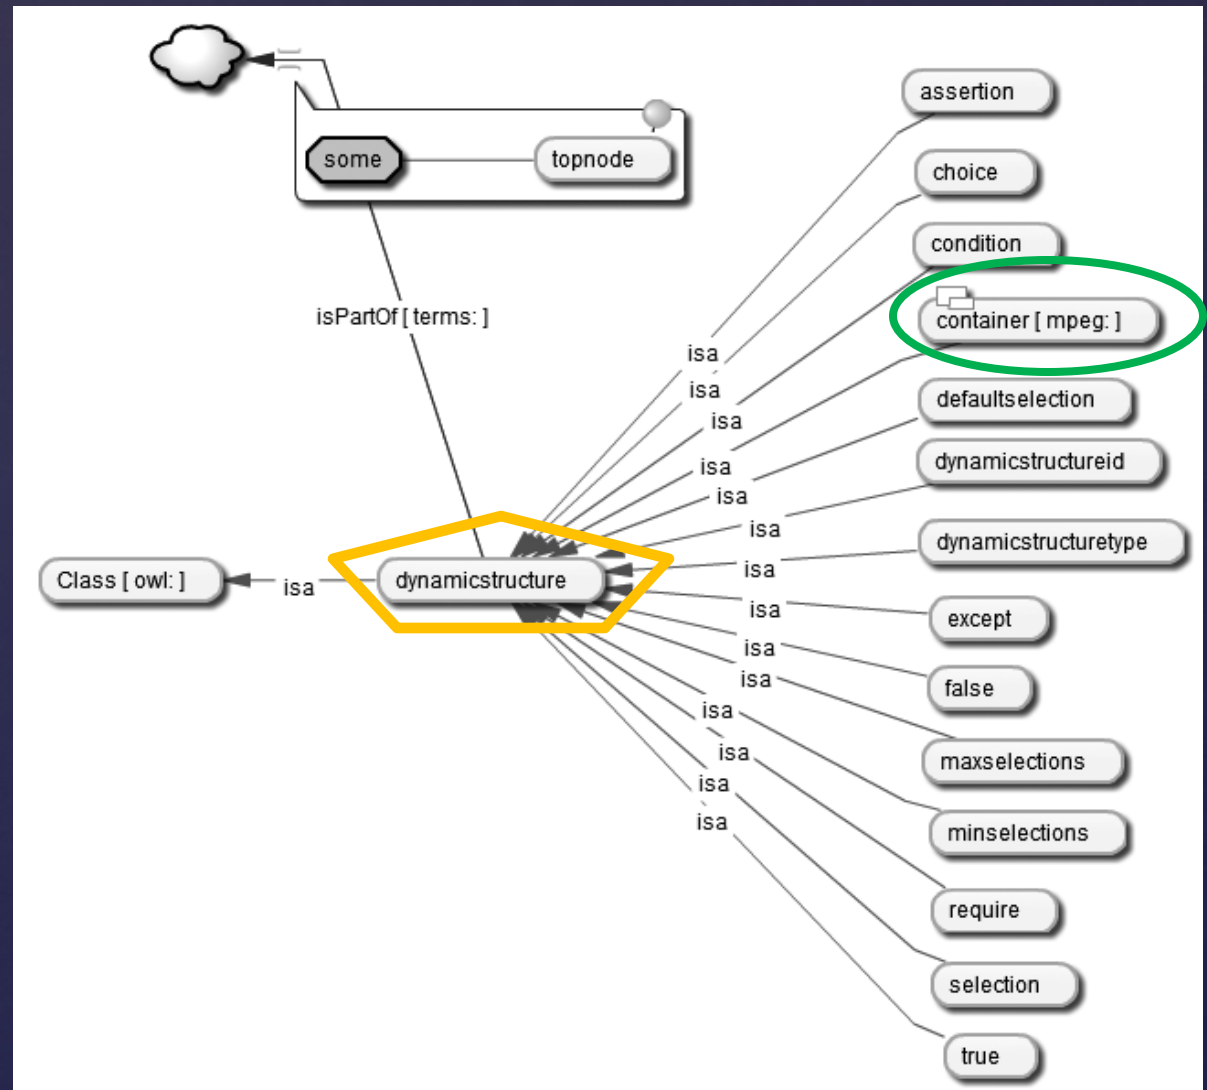 some
topnode
isPartOf [ terms: ]
Class [ owl: ]
isa
dynamicstructure
assertion
choice
condition
container [ mpeg: ]
defaultselection
dynamicstructureid
dynamicstructuretype
except
false
maxselections
minselections
require
selection
true
isa
isa
isa
isa
isa
isa
isa
isa
isa
isa
isa
isa
isa
isa